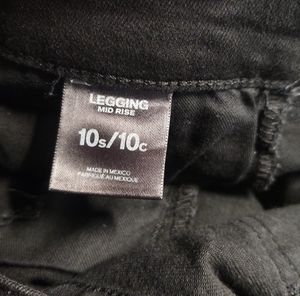 LEGGING
MID RISE
10s/10c
MADE IN MEXICO
FABRIQUÉ AU MEXIQUE